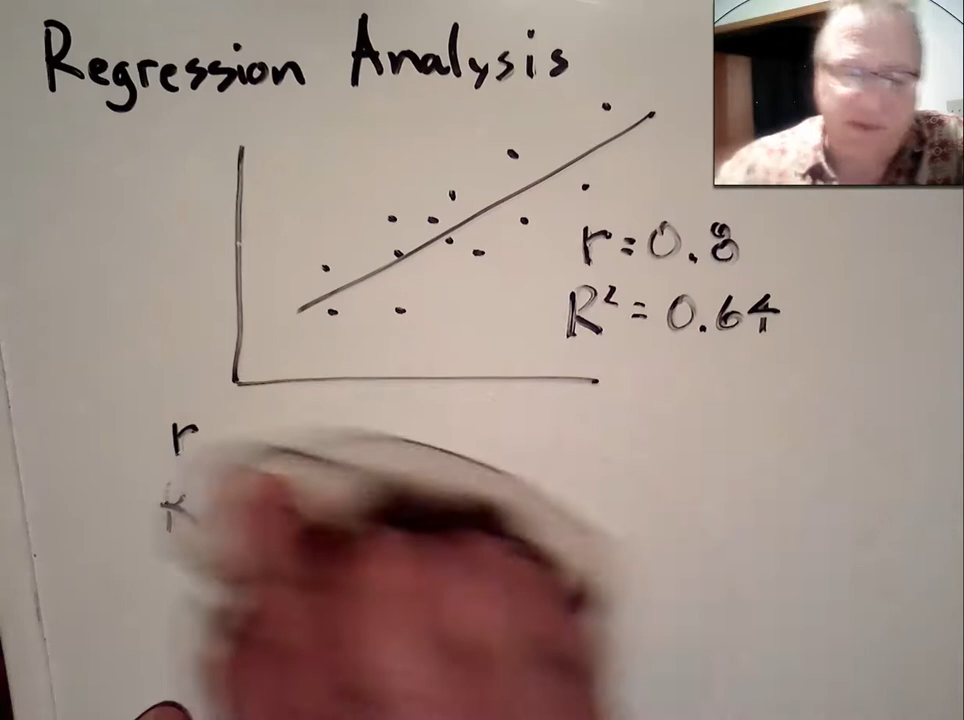 Regression Analysis
r = 0.8
R² = 0.64
r